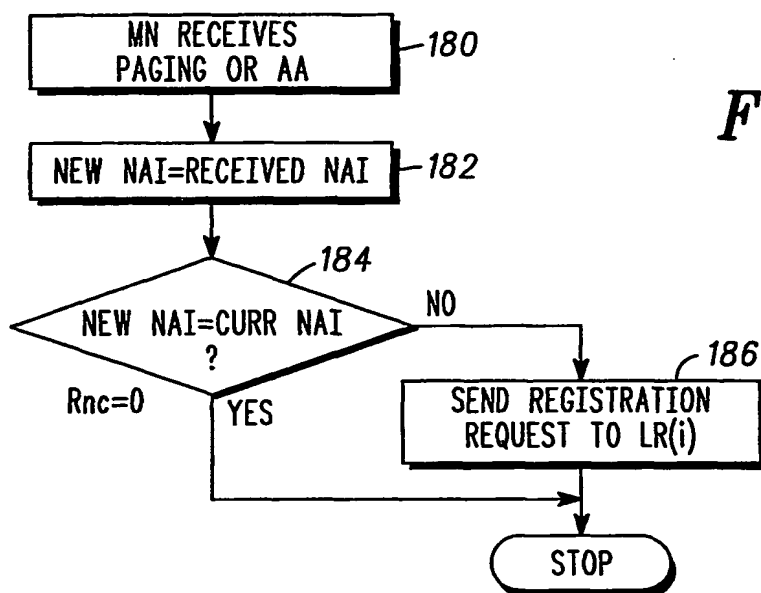 MN RECEIVES
PAGING OR AA
180
F
NEW NAI=RECEIVED NAI
182
184
NEW NAI=CURR NAI
?
NO
Rnc=0
YES
186
SEND REGISTRATION
REQUEST TO LR(i)
STOP